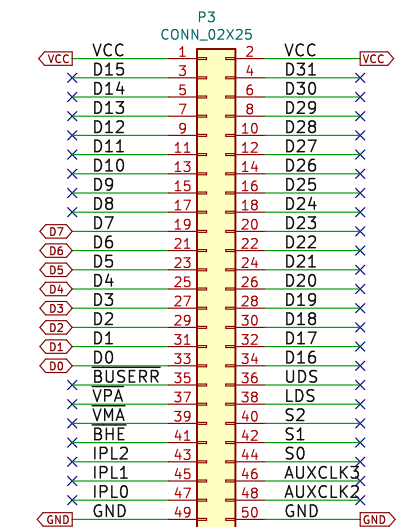 P3
CONN_02X25
VCC VCC 1 2 VCC VCC
D15 3 4 D31
D14 5 6 D30
D13 7 8 D29
D12 9 10 D28
D11 11 12 D27
D10 13 14 D26
D9 15 16 D25
D8 17 18 D24
D7 D7 19 20 D23
D6 D6 21 22 D22
D5 D5 23 24 D21
D4 D4 25 26 D20
D3 D3 27 28 D19
D2 D2 29 30 D18
D1 D1 31 32 D17
D0 D0 33 34 D16
BUSERR 35 36 UDS
VPA 37 38 LDS
VMA 39 40 S2
BHE 41 42 S1
IPL2 43 44 S0
IPL1 45 46 AUXCLK3
IPL0 47 48 AUXCLK2
GND GND 49 50 GND GND